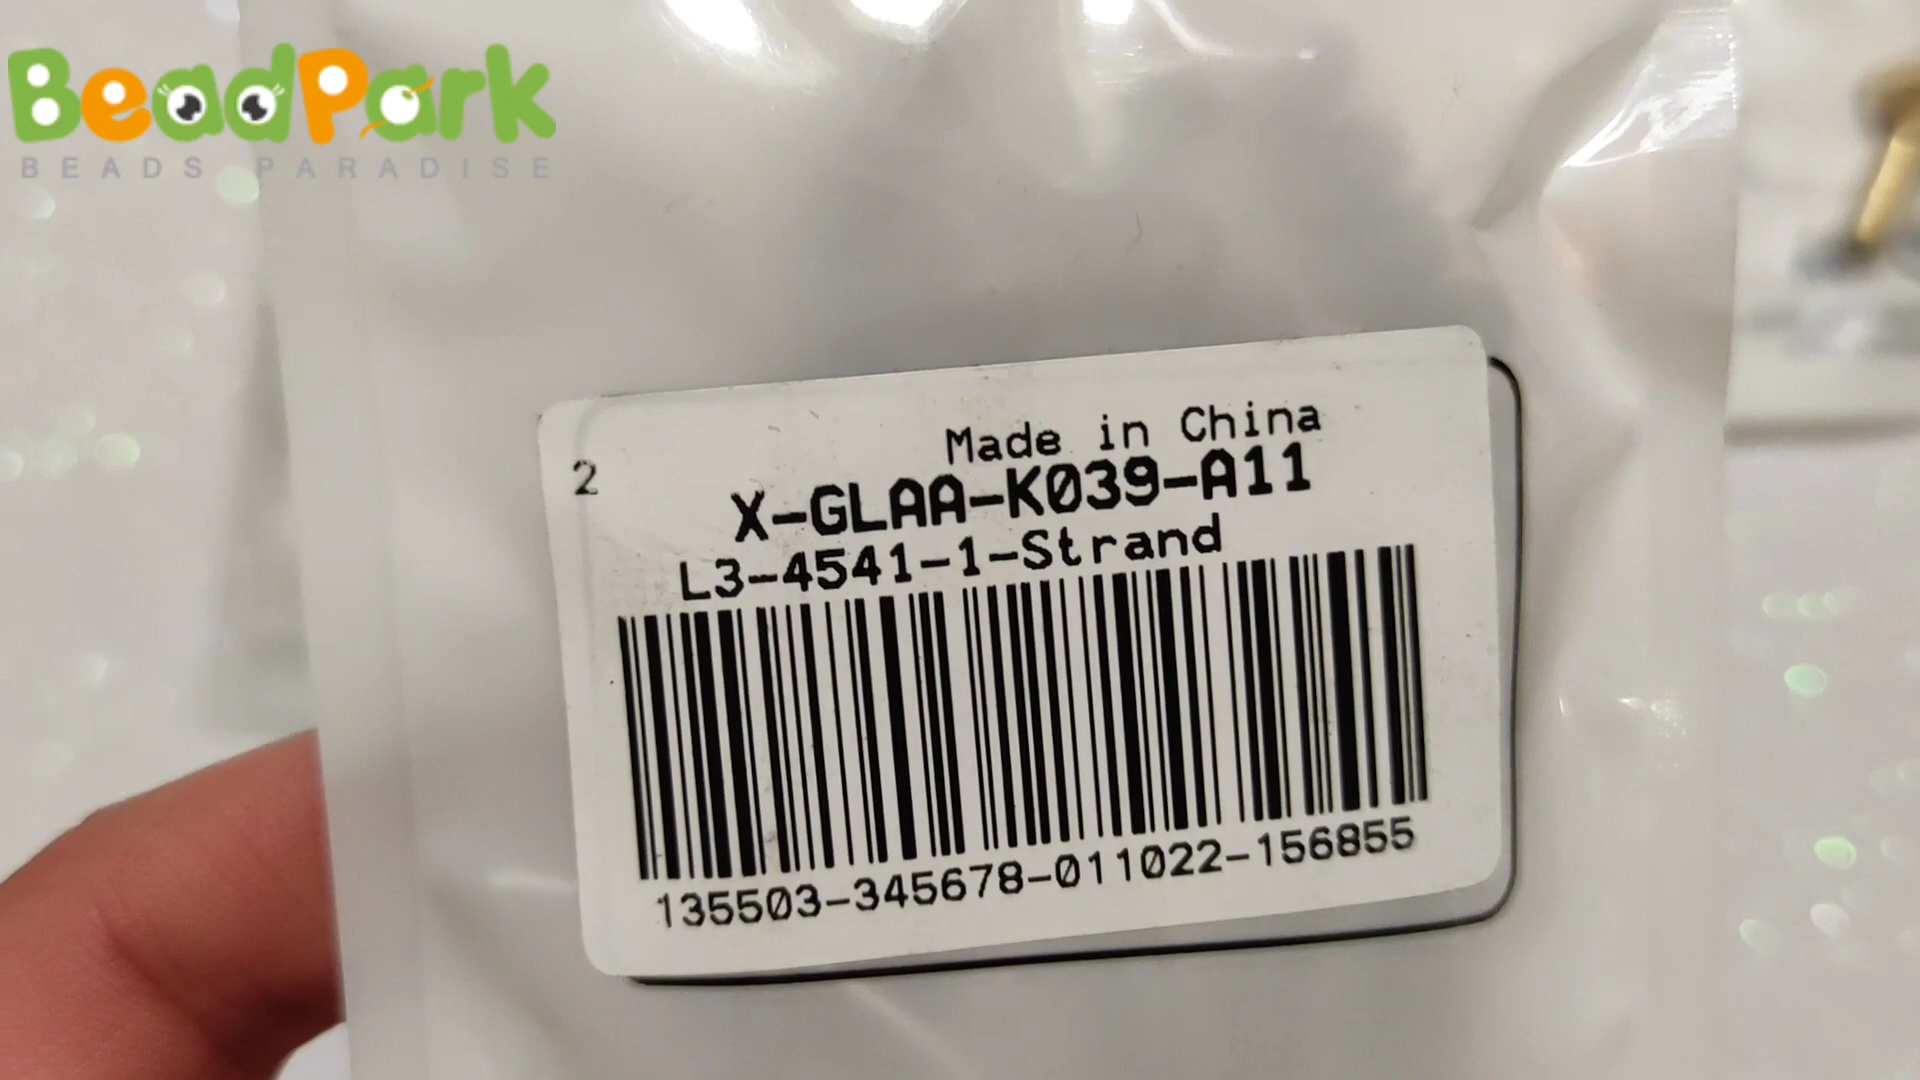 BeadPark
BEADS PARADISE
2
Made in China
X-GLAA-K039-A11
L3-4541-1-Strand
135503-345678-011022-156855